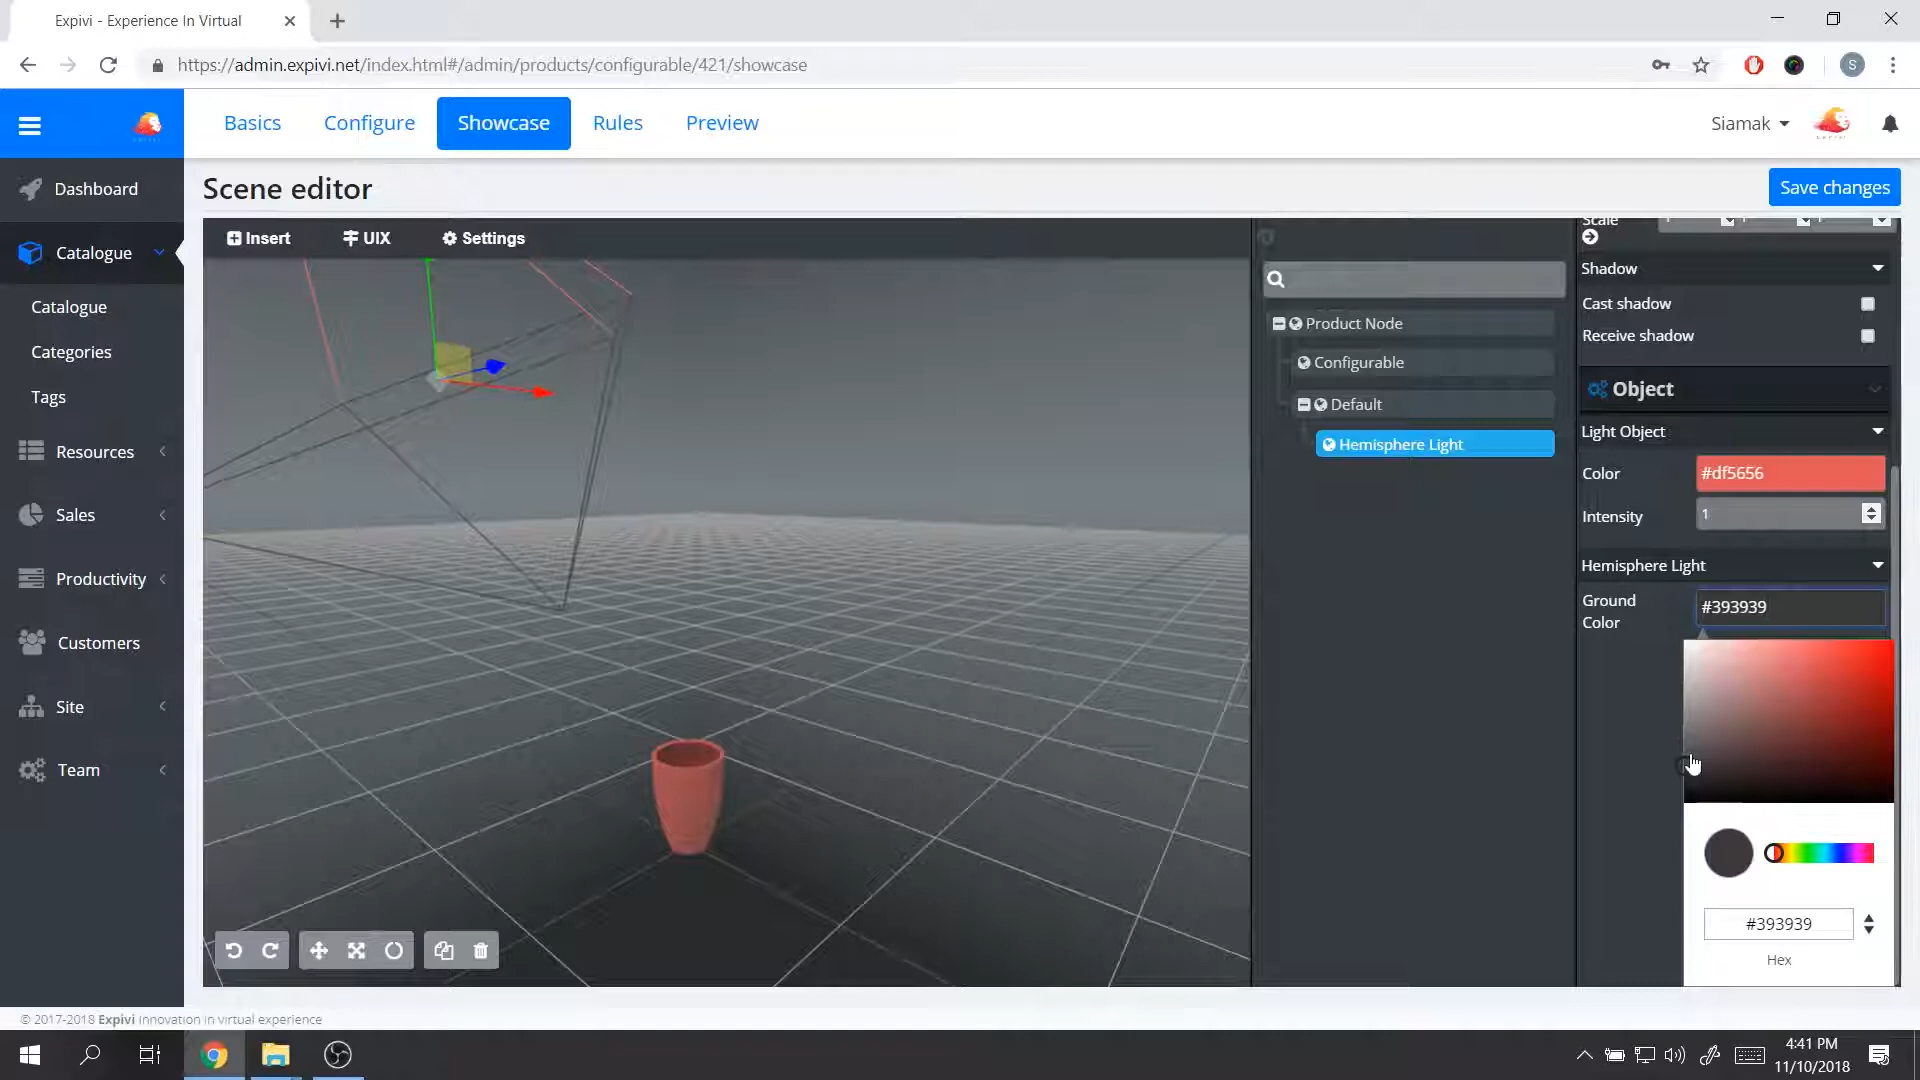 Expivi - Experience In Virtual
https://admin.expivi.net/index.html#/admin/products/configurable/421/showcase
S
Basics
Configure
Showcase
Rules
Preview
Siamak
Dashboard
Scene editor
Save changes
Catalogue
Catalogue
Categories
Tags
Resources
Sales
Productivity
Customers
Site
Team
Insert
UIX
Settings
Product Node
Configurable
Default
Hemisphere Light
Scale
Shadow
Cast shadow
Receive shadow
Object
Light Object
Color
#df5656
Intensity
1
Hemisphere Light
Ground
Color
#393939
#393939
Hex
© 2017-2018 Expivi innovation in virtual experience
4:41 PM
11/10/2018